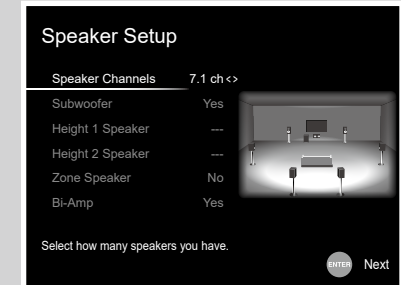 Speaker Setup
Speaker Channels 7.1 ch<>
Subwoofer Yes
Height 1 Speaker ---
Height 2 Speaker ---
Zone Speaker No
Bi-Amp Yes
Select how many speakers you have.
ENTER Next